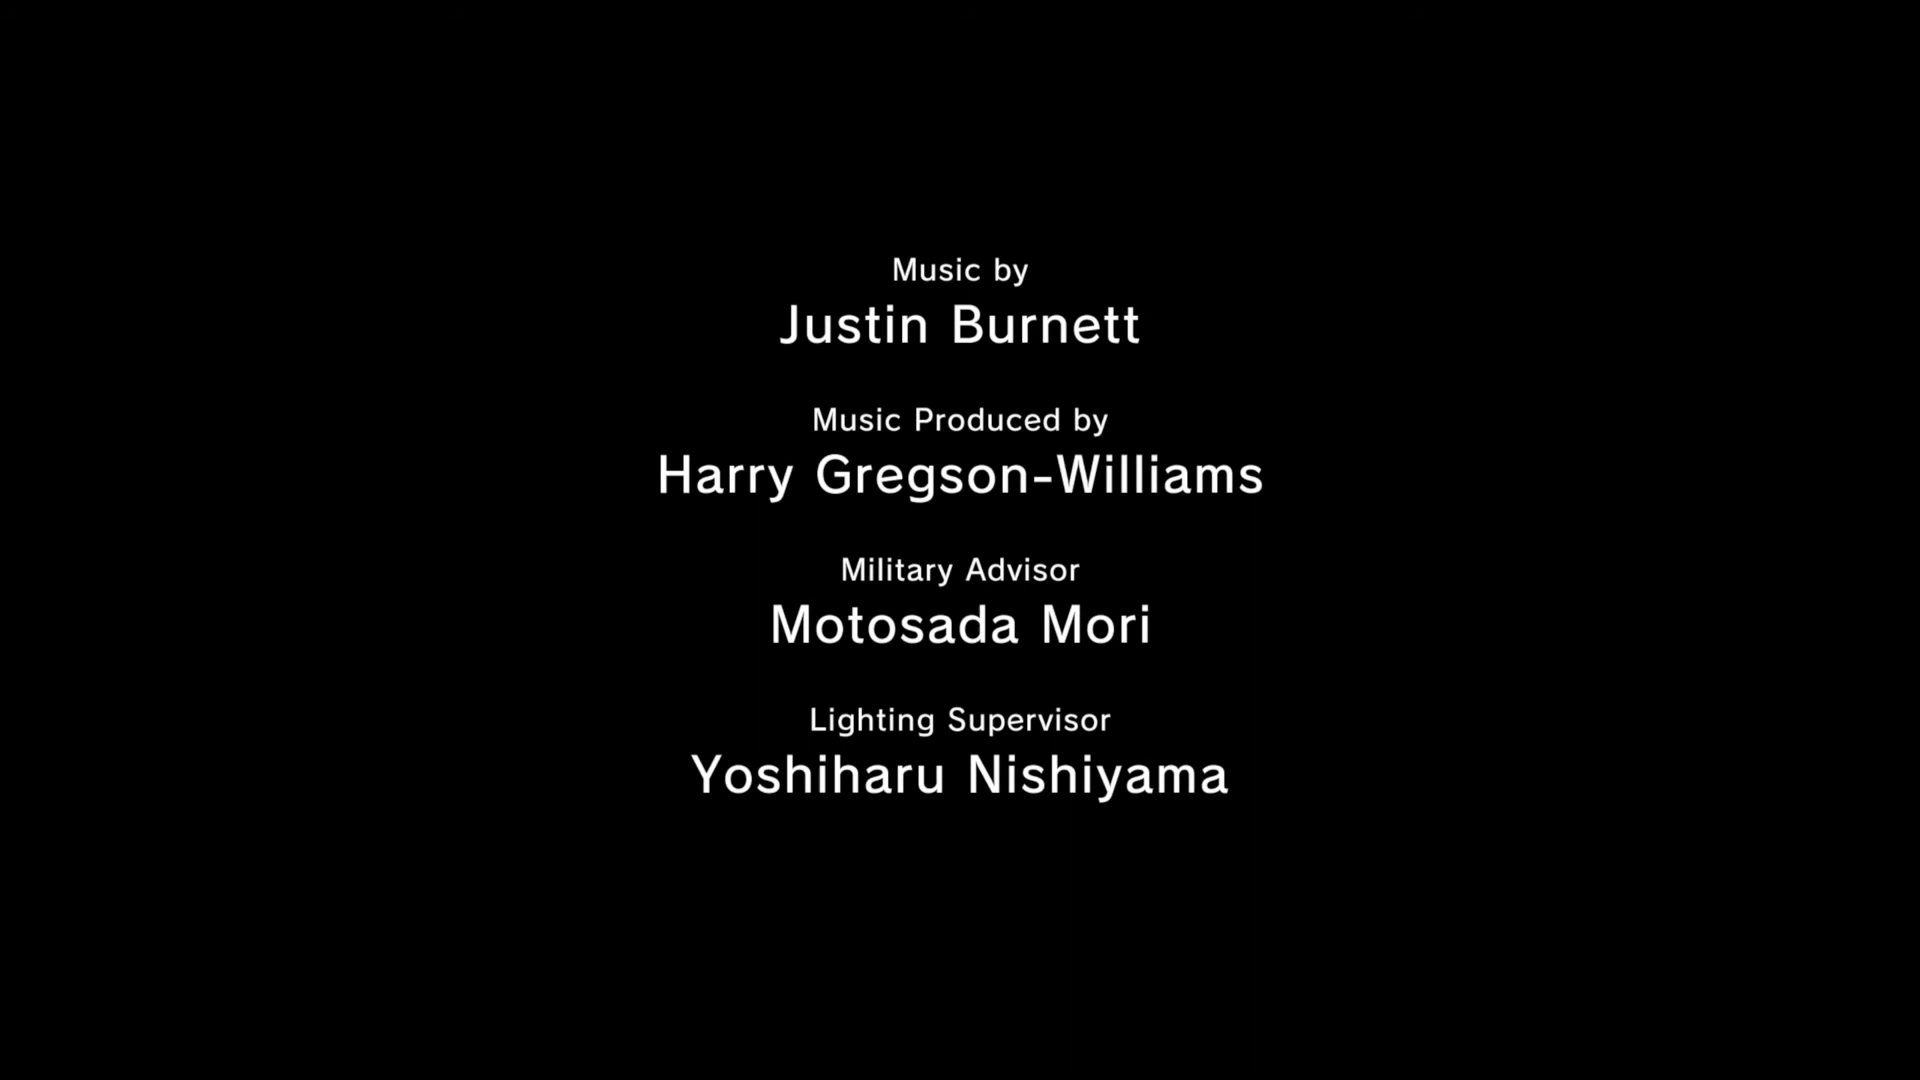 Music by
Justin Burnett
Music Produced by
Harry Gregson-Williams
Military Advisor
Motosada Mori
Lighting Supervisor
Yoshiharu Nishiyama